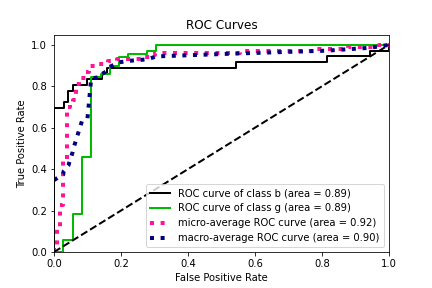 ROC Curves
True Positive Rate
1.0
0.8
0.6
0.4
0.2
0.0
ROC curve of class b (area = 0.89)
ROC curve of class g (area = 0.89)
micro-average ROC curve (area = 0.92)
macro-average ROC curve (area = 0.90)
0.0 0.2 0.4 0.6 0.8 1.0
False Positive Rate